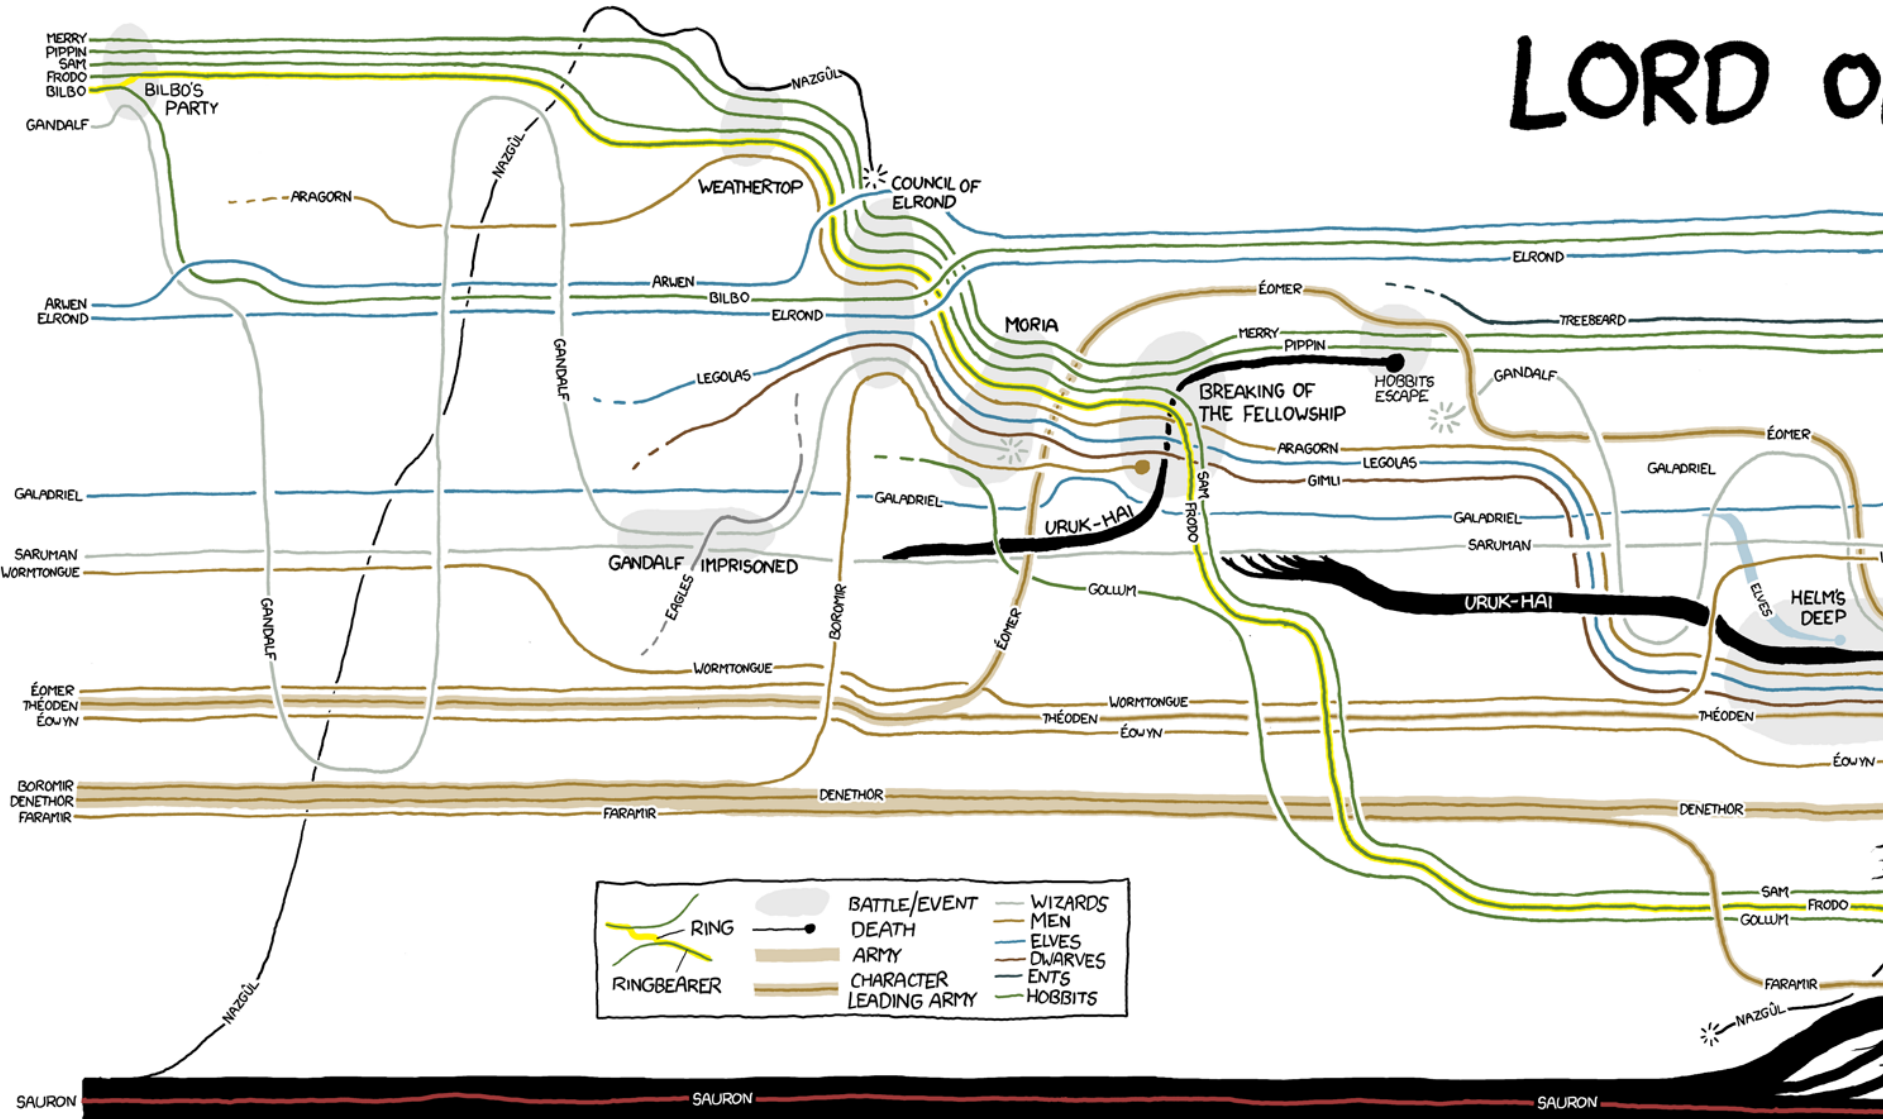 LORD O
MERRY
PIPPIN
SAM
FRODO
BILBO
GANDALF
BILBO'S
PARTY
NAZGÛL
NAZGÛL
ARAGORN
WEATHERTOP
COUNCIL OF
ELROND
ARWEN
ELROND
ARWEN
BILBO
ELROND
ELROND
GANDALF
LEGOLAS
MORIA
ÉOMER
TREEBEARD
MERRY
PIPPIN
HOBBITS
ESCAPE
GANDALF
BREAKING OF
THE FELLOWSHIP
ARAGORN
LEGOLAS
GIMLI
ÉOMER
GALADRIEL
GALADRIEL
GALADRIEL
GALADRIEL
SAM
FRODO
URUK-HAI
SARUMAN
WORMTONGUE
GANDALF IMPRISONED
SARUMAN
EAGLES
BOROMIR
GANDALF
GOLLUM
ÉOMER
URUK-HAI
ELVES
HELM'S
DEEP
WORMTONGUE
ÉOMER
THÉODEN
ÉOWYN
WORMTONGUE
THÉODEN
ÉOWYN
THÉODEN
ÉOWYN
BOROMIR
DENETHOR
FARAMIR
DENETHOR
FARAMIR
DENETHOR
SAM
FRODO
GOLLUM
FARAMIR
NAZGÛL
NAZGÛL
RING
RINGBEARER
BATTLE/EVENT
DEATH
ARMY
CHARACTER
LEADING ARMY
WIZARDS
MEN
ELVES
DWARVES
ENTS
HOBBITS
SAURON
SAURON
SAURON